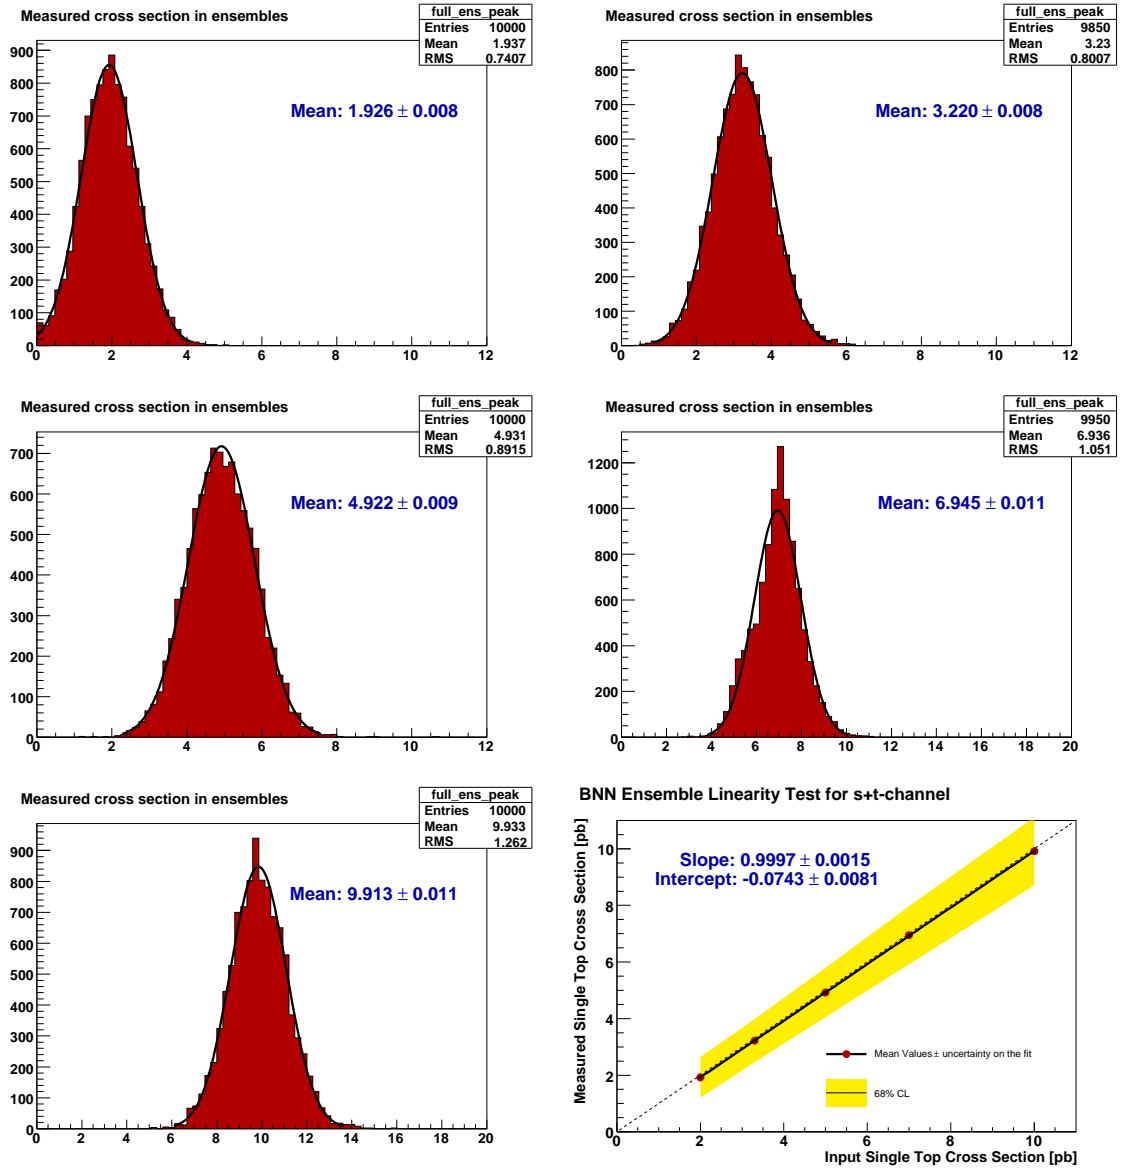 Measured cross section in ensembles
full_ens_peak
Entries 10000
Mean 1.937
RMS 0.7407
Mean: 1.926 ± 0.008
900
800
700
600
500
400
300
200
100
0
0 2 4 6 8 10 12
Measured cross section in ensembles
full_ens_peak
Entries 9850
Mean 3.23
RMS 0.8007
Mean: 3.220 ± 0.008
800
700
600
500
400
300
200
100
0
0 2 4 6 8 10 12
Measured cross section in ensembles
full_ens_peak
Entries 10000
Mean 4.931
RMS 0.8915
Mean: 4.922 ± 0.009
700
600
500
400
300
200
100
0
0 2 4 6 8 10 12
Measured cross section in ensembles
full_ens_peak
Entries 9950
Mean 6.936
RMS 1.051
Mean: 6.945 ± 0.011
1200
1000
800
600
400
200
0
0 2 4 6 8 10 12 14 16 18 20
Measured cross section in ensembles
full_ens_peak
Entries 10000
Mean 9.933
RMS 1.262
Mean: 9.913 ± 0.011
900
800
700
600
500
400
300
200
100
0
0 2 4 6 8 10 12 14 16 18 20
BNN Ensemble Linearity Test for s+t-channel
Measured Single Top Cross Section [pb]
Slope: 0.9997 ± 0.0015
Intercept: -0.0743 ± 0.0081
10
8
6
4
2
0
Mean Values ± uncertainty on the fit
68% CL
0 2 4 6 8 10
Input Single Top Cross Section [pb]